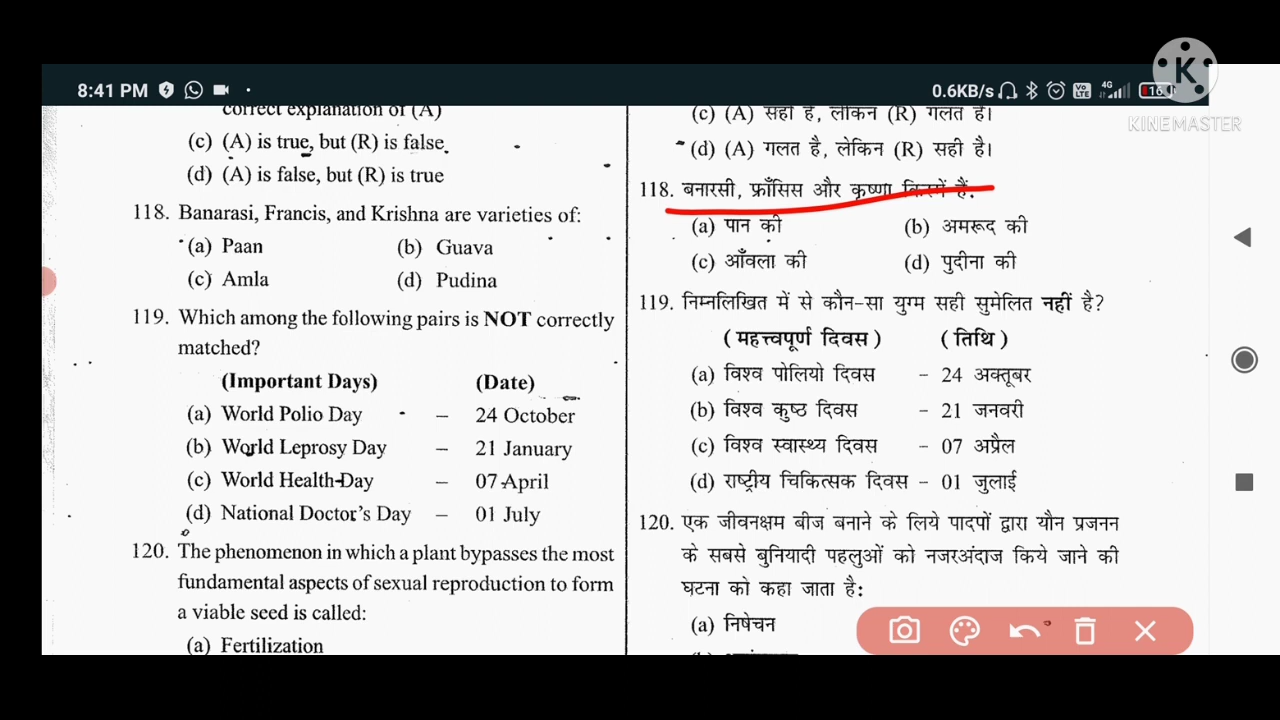 8:41 PM
0.6KB/s
Vo LTE
4G
16
K
KINEMASTER
correct explanation of (A)
(c) (A) is true, but (R) is false
(d) (A) is false, but (R) is true
118. Banarasi, Francis, and Krishna are varieties of:
(a) Paan (b) Guava
(c) Amla (d) Pudina
119. Which among the following pairs is NOT correctly
matched?
(Important Days) (Date)
(a) World Polio Day – 24 October
(b) World Leprosy Day – 21 January
(c) World Health Day – 07 April
(d) National Doctor's Day – 01 July
120. The phenomenon in which a plant bypasses the most
fundamental aspects of sexual reproduction to form
a viable seed is called:
(a) Fertilization
(c) (A) सही है, लेकिन (R) गलत है।
(d) (A) गलत है, लेकिन (R) सही है।
118. बनारसी, फ्राँसिस और कृष्णा किस्में हैं:
(a) पान की (b) अमरूद की
(c) आँवला की (d) पुदीना की
119. निम्नलिखित में से कौन-सा युग्म सही सुमेलित नहीं है?
(महत्त्वपूर्ण दिवस) (तिथि)
(a) विश्व पोलियो दिवस – 24 अक्तूबर
(b) विश्व कुष्ठ दिवस – 21 जनवरी
(c) विश्व स्वास्थ्य दिवस – 07 अप्रैल
(d) राष्ट्रीय चिकित्सक दिवस – 01 जुलाई
120. एक जीवनक्षम बीज बनाने के लिये पादपों द्वारा यौन प्रजनन
के सबसे बुनियादी पहलुओं को नजरअंदाज किये जाने की
घटना को कहा जाता है:
(a) निषेचन